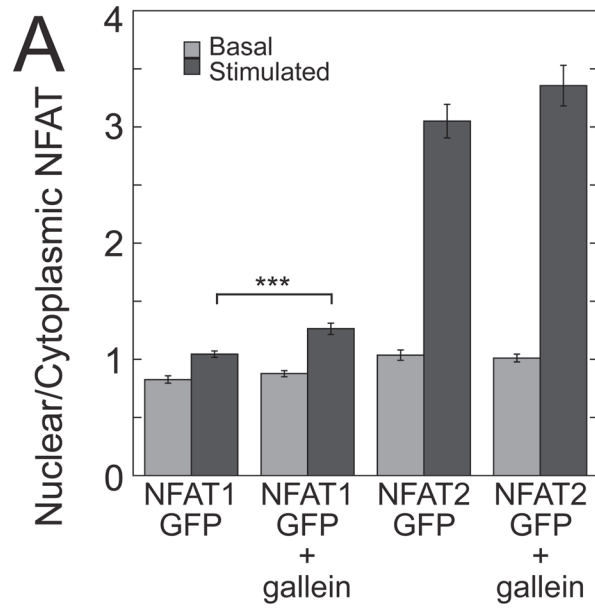 A
Nuclear/Cytoplasmic NFAT
4
3
2
1
0
Basal
Stimulated
***
NFAT1
GFP
NFAT1
GFP
+
gallein
NFAT2
GFP
NFAT2
GFP
+
gallein